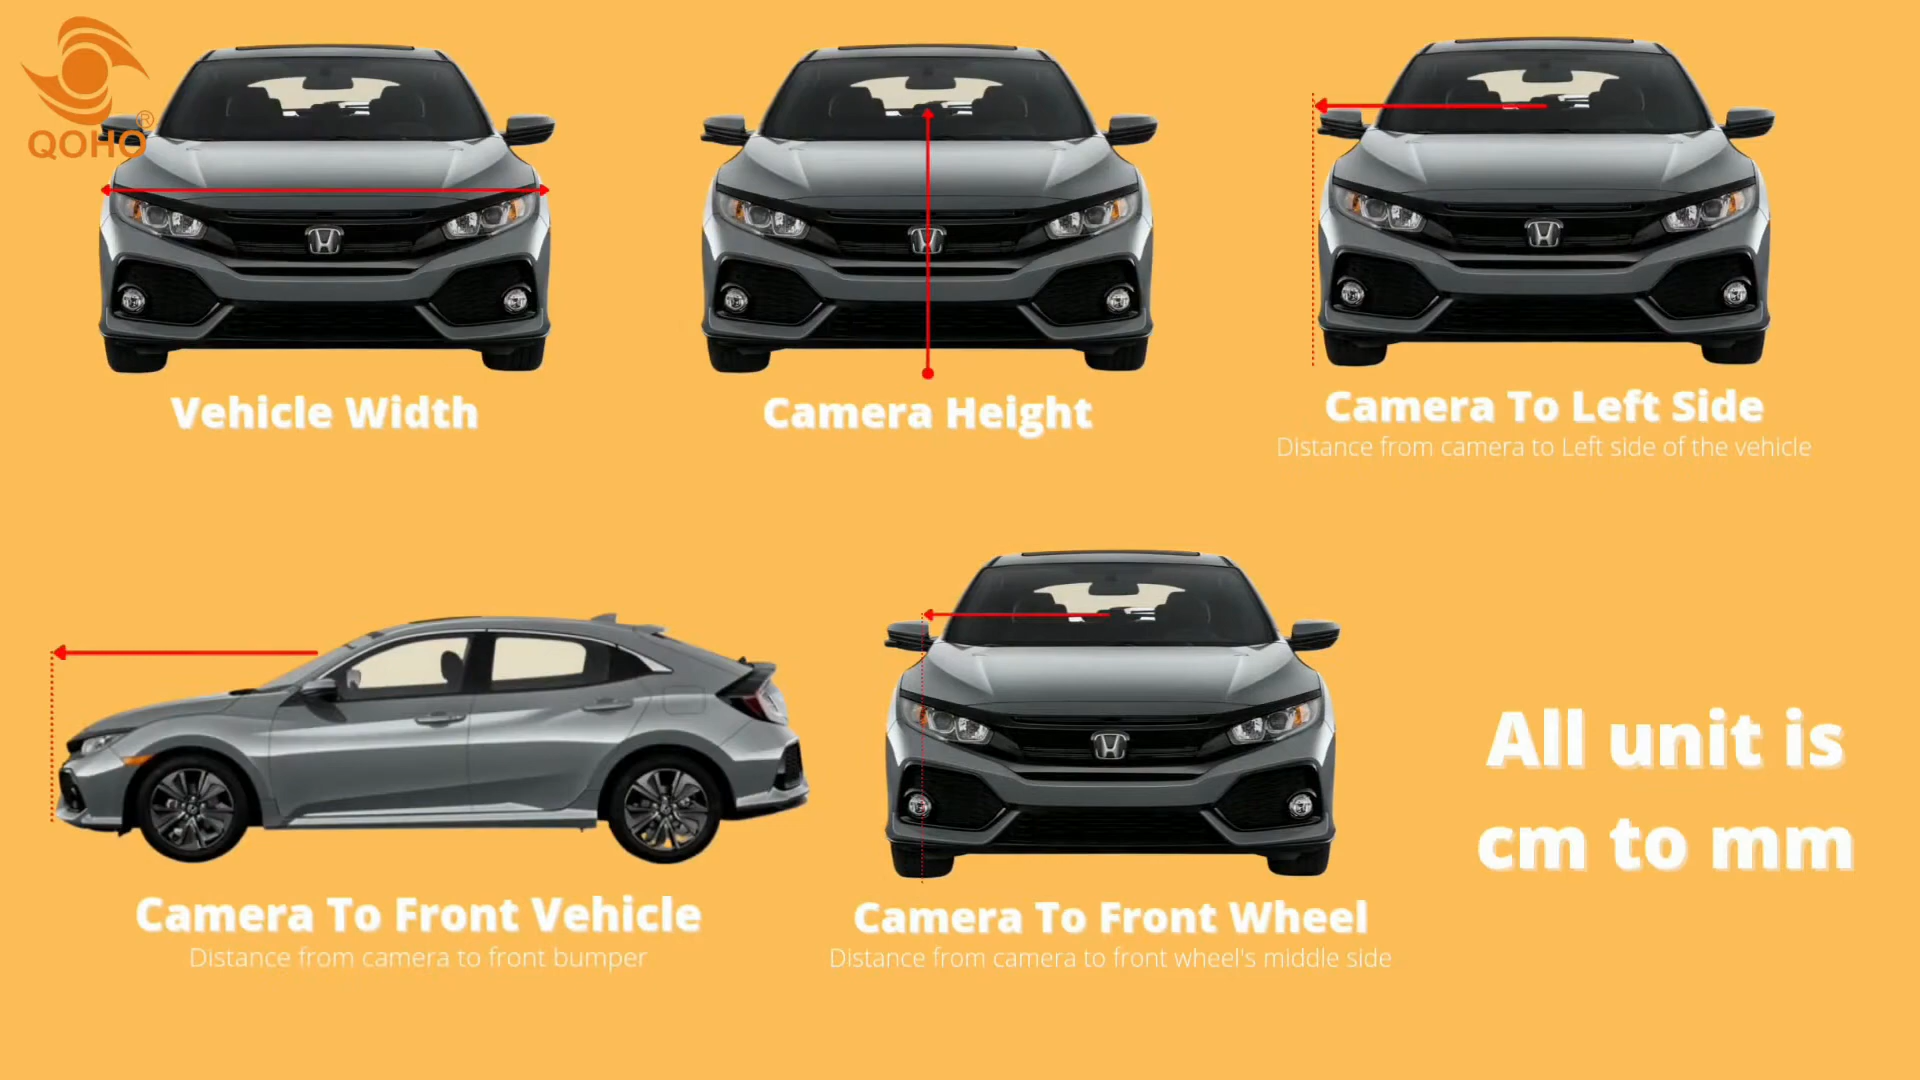 QOHO®
Vehicle Width
Camera Height
Camera To Left Side
Distance from camera to Left side of the vehicle
Camera To Front Vehicle
Distance from camera to front bumper
Camera To Front Wheel
Distance from camera to front wheel's middle side
All unit is
cm to mm